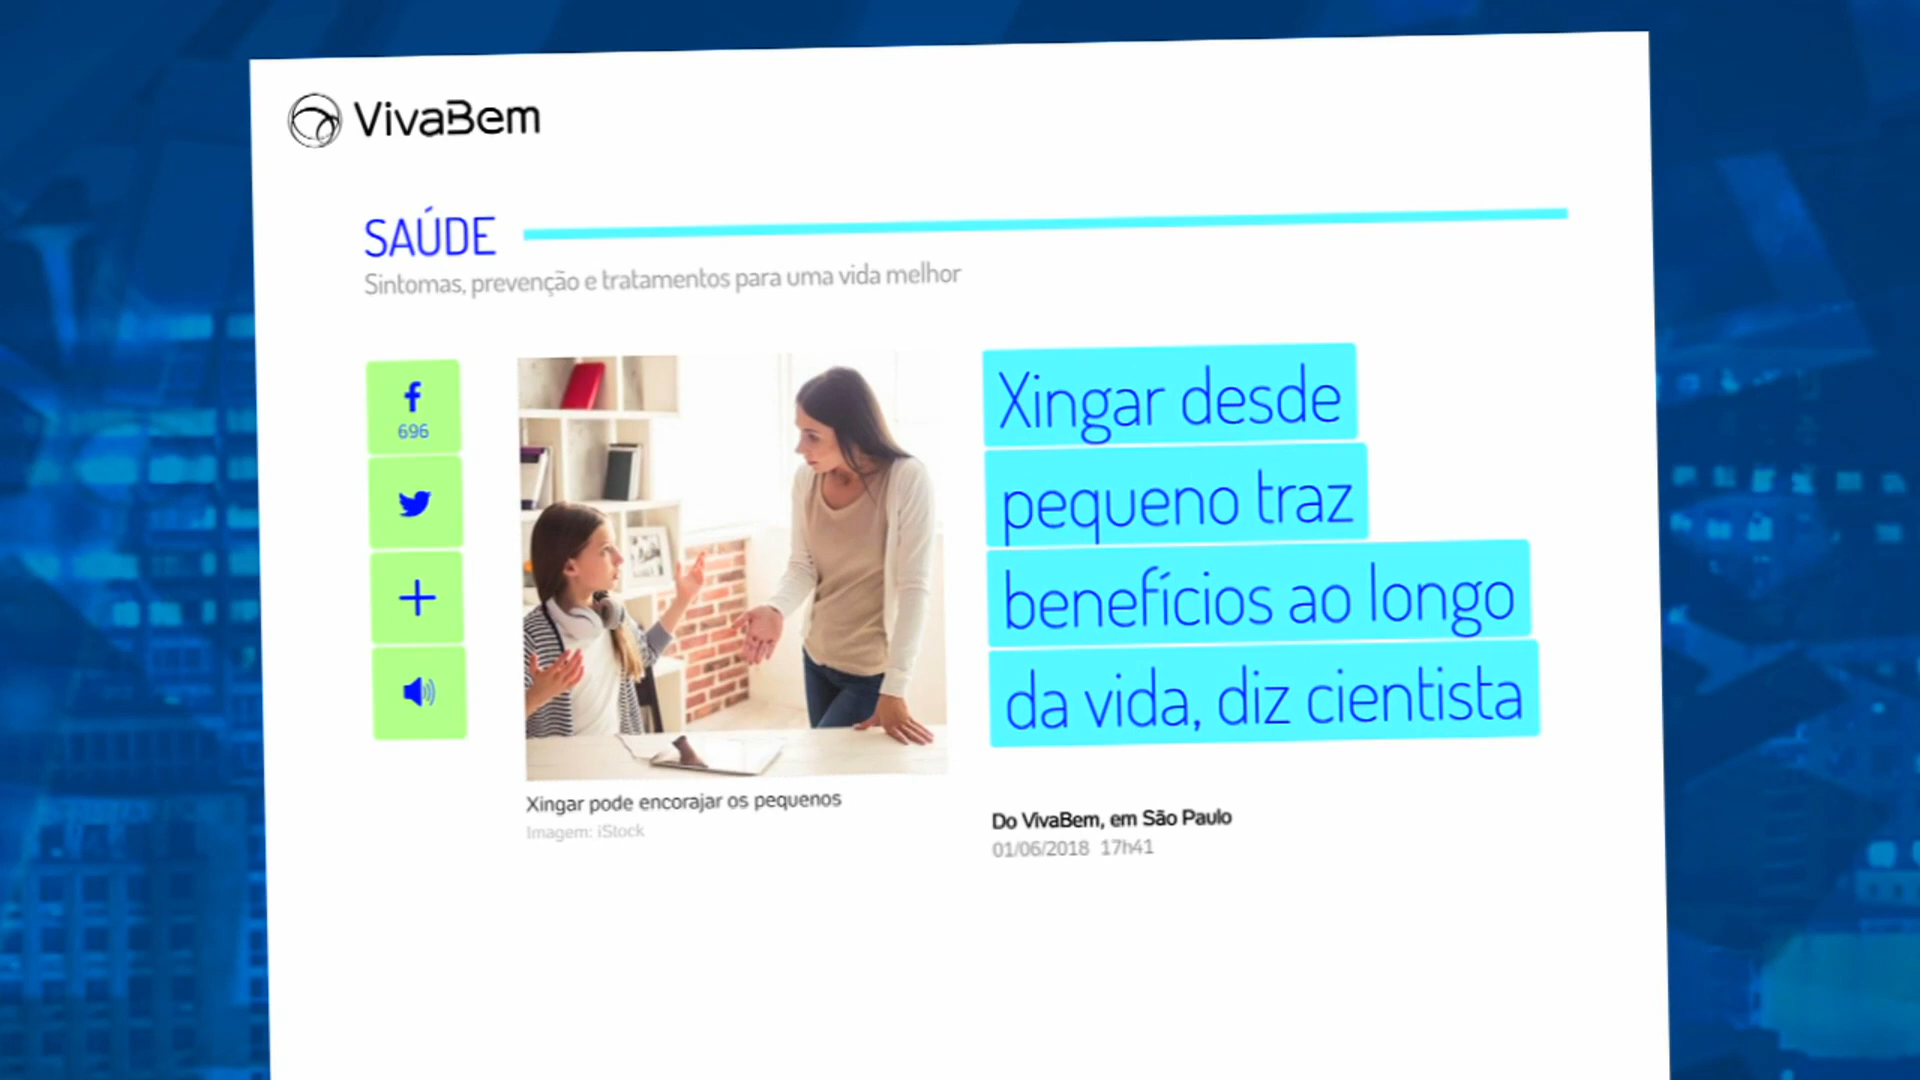 VivaBem
SAÚDE
Sintomas, prevenção e tratamentos para uma vida melhor
696
Xingar desde
pequeno traz
benefícios ao longo
da vida, diz cientista
Xingar pode encorajar os pequenos
Imagem: iStock
Do VivaBem, em São Paulo
01/06/2018 17h41